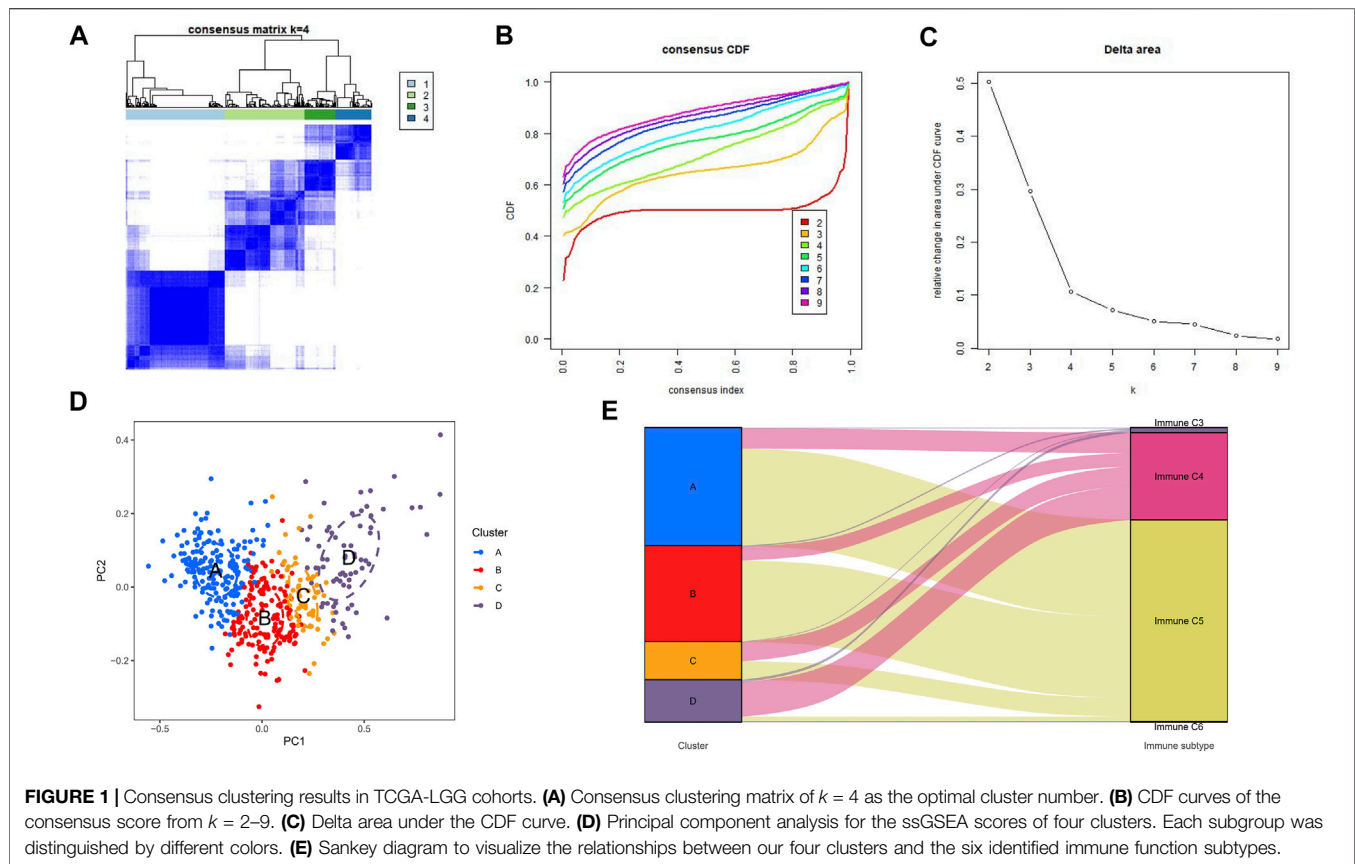 A
consensus matrix k=4
1
2
3
4
B
consensus CDF
CDF
1.0
0.8
0.6
0.4
0.2
0.0
2
3
4
5
6
7
8
9
0.0
0.2
0.4
0.6
0.8
1.0
consensus index
C
Delta area
relative change in area under CDF curve
0.5
0.4
0.3
0.2
0.1
0.0
2
3
4
5
6
7
8
9
k
D
PC2
0.4
0.2
0.0
−0.2
A
B
C
D
−0.5
0.0
0.5
PC1
Cluster
A
B
C
D
E
A
B
C
D
Cluster
Immune C3
Immune C4
Immune C5
Immune C6
Immune subtype
FIGURE 1 | Consensus clustering results in TCGA-LGG cohorts. (A) Consensus clustering matrix of k = 4 as the optimal cluster number. (B) CDF curves of the
consensus score from k = 2–9. (C) Delta area under the CDF curve. (D) Principal component analysis for the ssGSEA scores of four clusters. Each subgroup was
distinguished by different colors. (E) Sankey diagram to visualize the relationships between our four clusters and the six identified immune function subtypes.